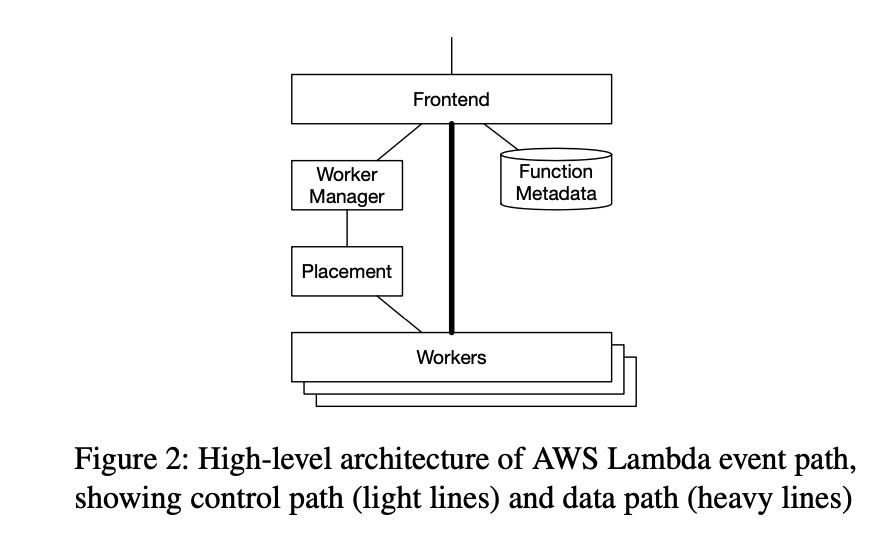 Frontend
Worker
Manager
Function
Metadata
Placement
Workers
Figure 2: High-level architecture of AWS Lambda event path,
showing control path (light lines) and data path (heavy lines)